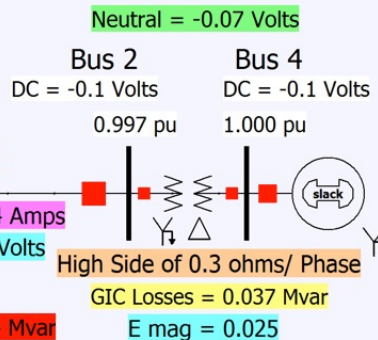 Neutral = -0.07 Volts
Bus 2 Bus 4
DC = -0.1 Volts DC = -0.1 Volts
0.997 pu 1.000 pu
slack
Amps
Volts
High Side of 0.3 ohms/ Phase
GIC Losses = 0.037 Mvar
Mvar E mag = 0.025